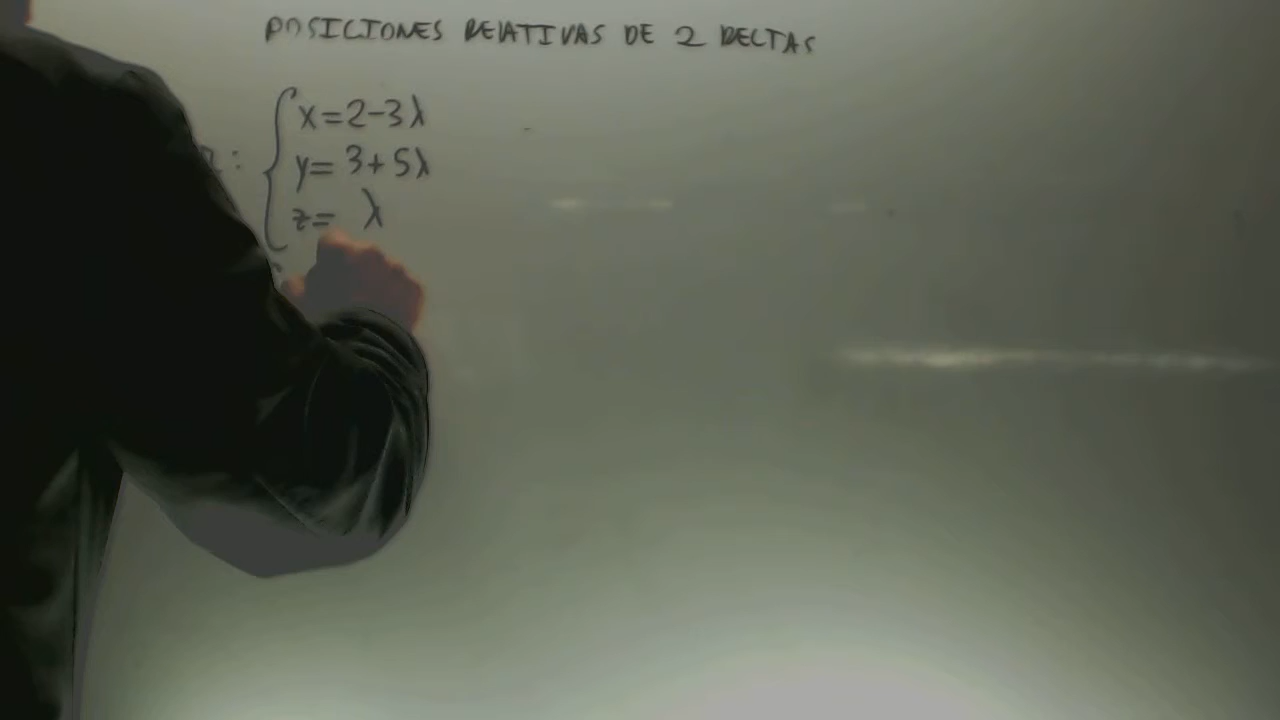 POSICIONES RELATIVAS DE 2 RECTAS
r: { x=2-3λ
y= 3+5λ
z= λ